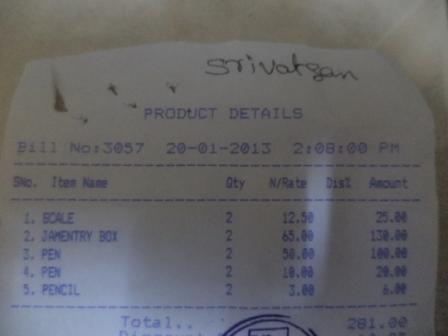 Srivatsan
PRODUCT DETAILS
Bill No:3057 20-01-2013 2:08:00 PM
SNo. Item Name Qty N/Rate Dis% Amount
1. SCALE 2 12.50 25.00
2. JAMENTRY BOX 2 65.00 130.00
3. PEN 2 50.00 100.00
4. PEN 2 10.00 20.00
5. PENCIL 2 3.00 6.00
Total.. 281.00